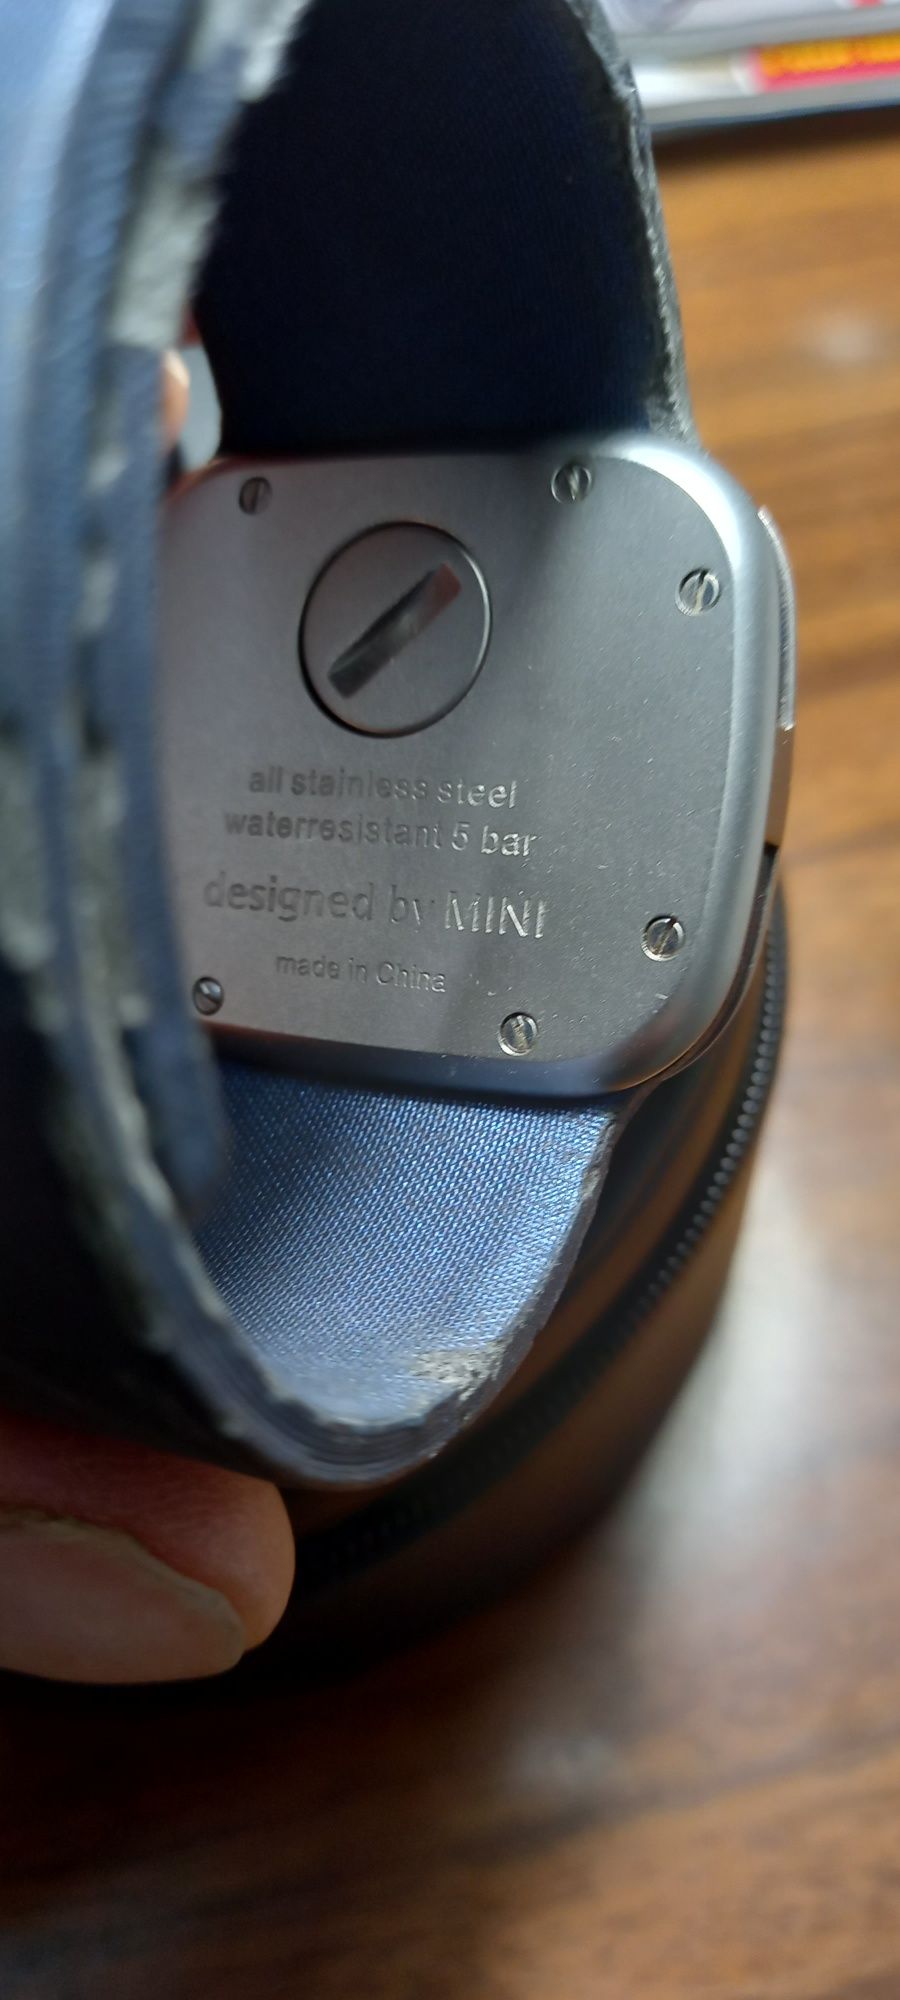 all stainless steel
waterresistant 5 bar
designed by MINI
made in China